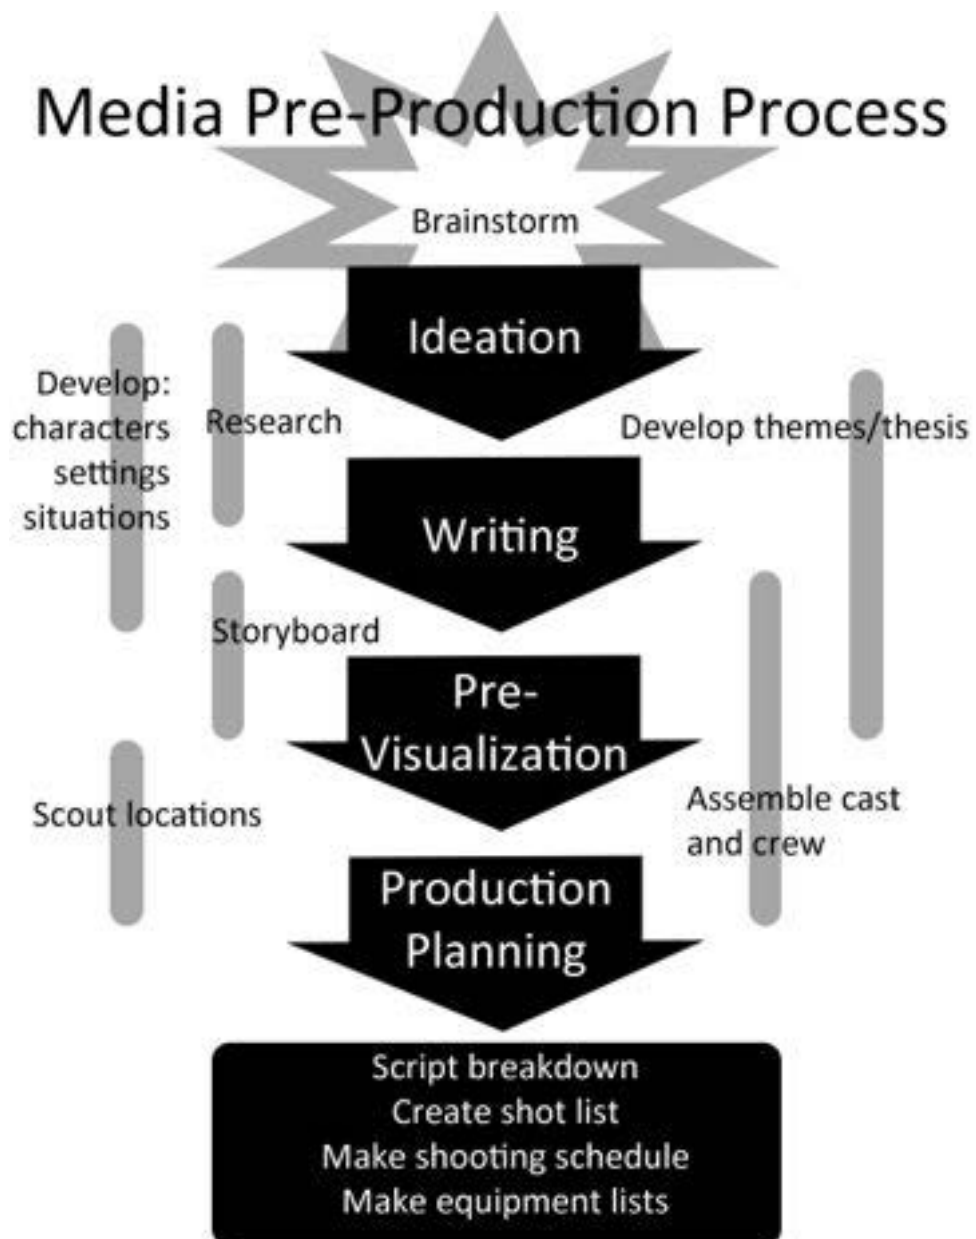 Media Pre-Production Process
Brainstorm
Ideation
Develop:
characters
settings
situations
Research
Develop themes/thesis
Writing
Storyboard
Pre-
Visualization
Scout locations
Assemble cast
and crew
Production
Planning
Script breakdown
Create shot list
Make shooting schedule
Make equipment lists